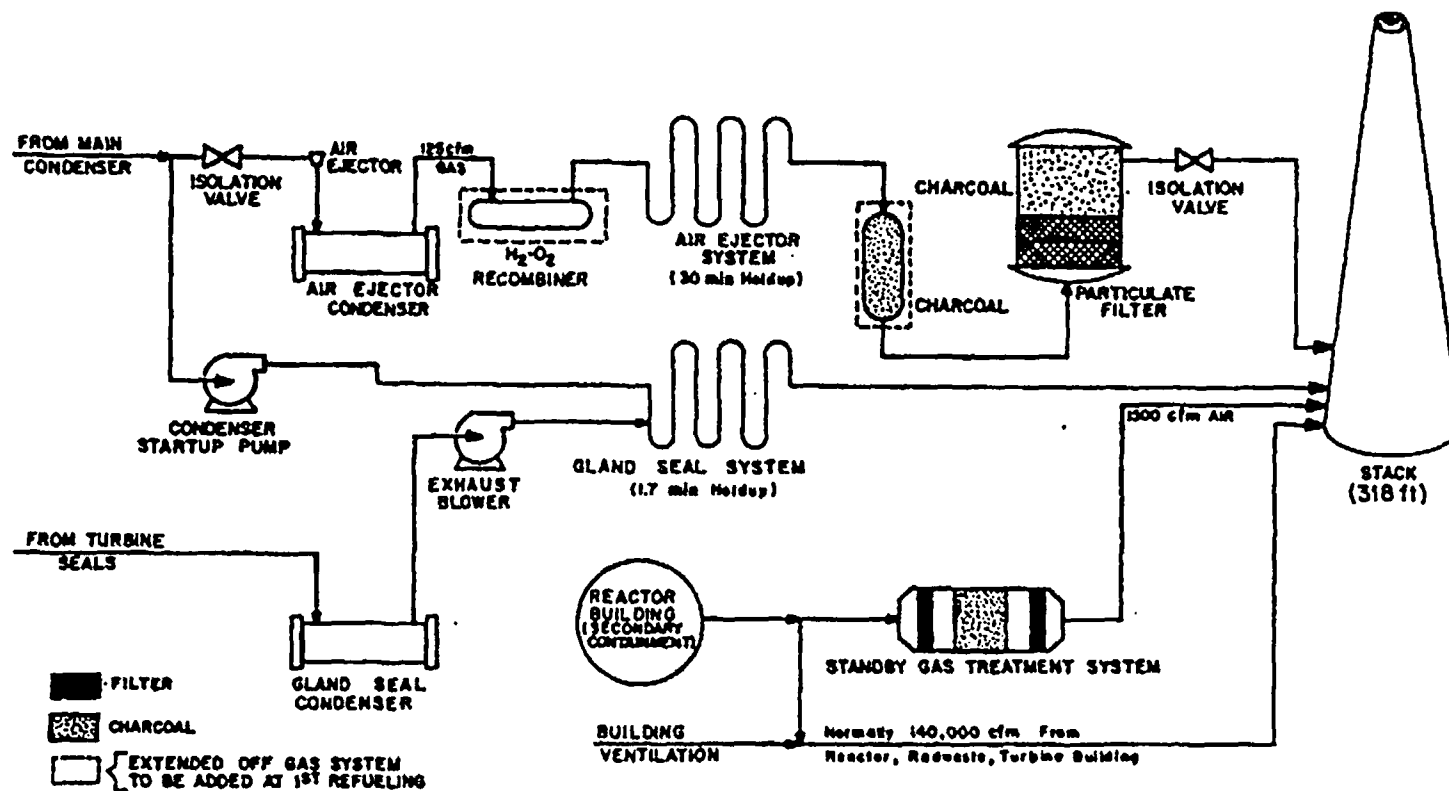 FROM MAIN
CONDENSER
ISOLATION
VALVE
AIR
EJECTOR
125 cfm
GAS
AIR EJECTOR
CONDENSER
H2-O2
RECOMBINER
AIR EJECTOR
SYSTEM
(30 min Holdup)
CHARCOAL
CHARCOAL
PARTICULATE
FILTER
ISOLATION
VALVE
CONDENSER
STARTUP PUMP
EXHAUST
BLOWER
GLAND SEAL SYSTEM
(1.7 min Holdup)
1500 cfm AIR
STACK
(318 ft)
FROM TURBINE
SEALS
GLAND SEAL
CONDENSER
REACTOR
BUILDING
(SECONDARY
CONTAINMENT)
STANDBY GAS TREATMENT SYSTEM
BUILDING
VENTILATION
Normally 140,000 cfm From
Reactor, Radwaste, Turbine Building
FILTER
CHARCOAL
EXTENDED OFF GAS SYSTEM
TO BE ADDED AT 1ST REFUELING